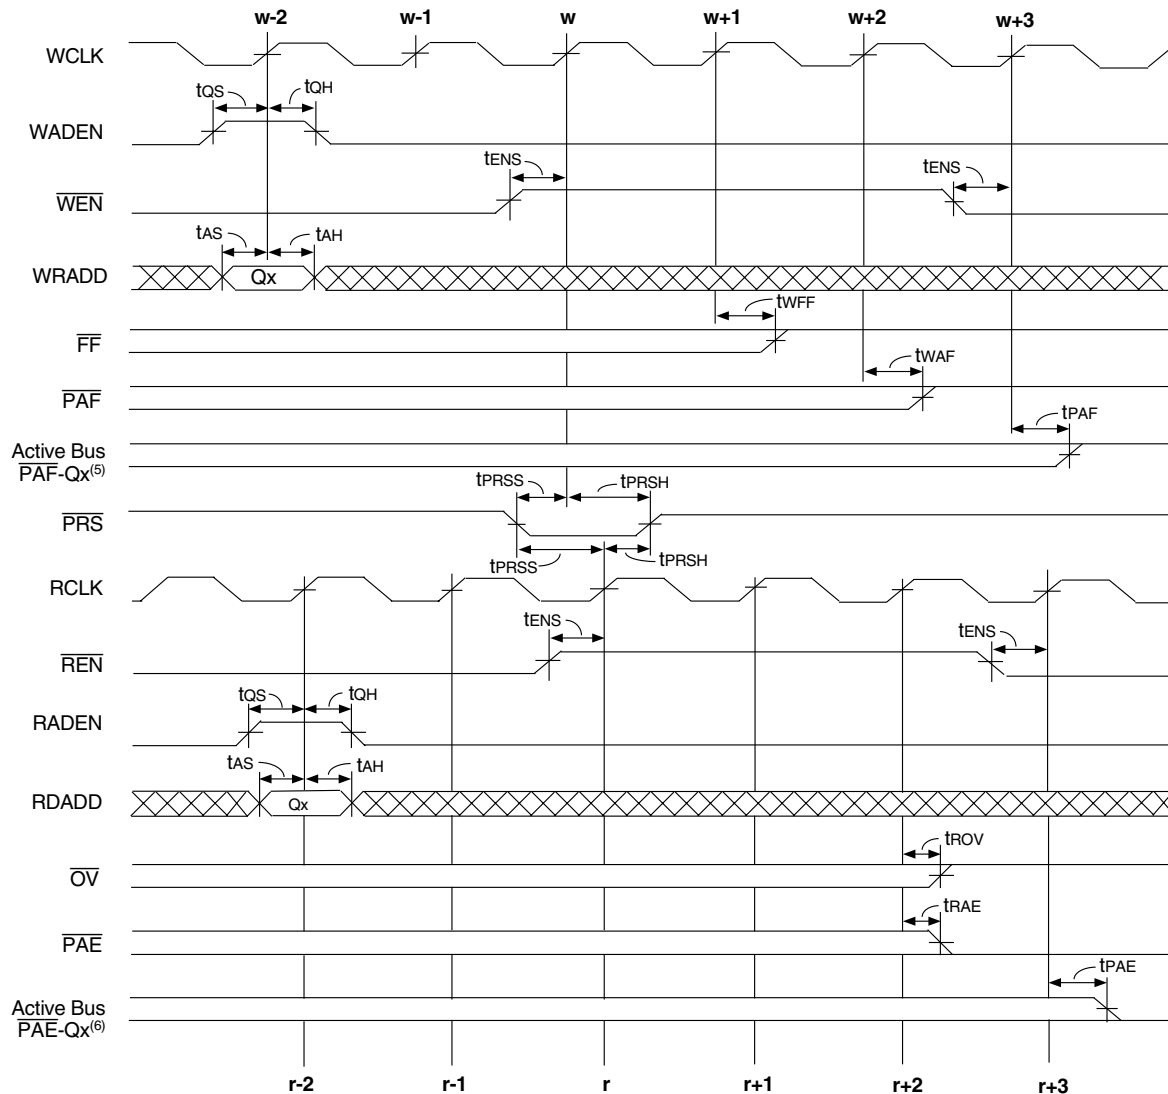 w-2 w-1 w w+1 w+2 w+3
WCLK
tQS tQH
WADEN
tENS tENS
WEN
tAS tAH
WRADD Qx
tWFF
FF
tWAF
PAF
tPAF
Active Bus
PAF-Qx(5)
tPRSS tPRSH
PRS
tPRSS tPRSH
RCLK
tENS tENS
REN
tQS tQH
RADEN
tAS tAH
RDADD Qx
tROV
OV
tRAE
PAE
tPAE
Active Bus
PAE-Qx(6)
r-2 r-1 r r+1 r+2 r+3